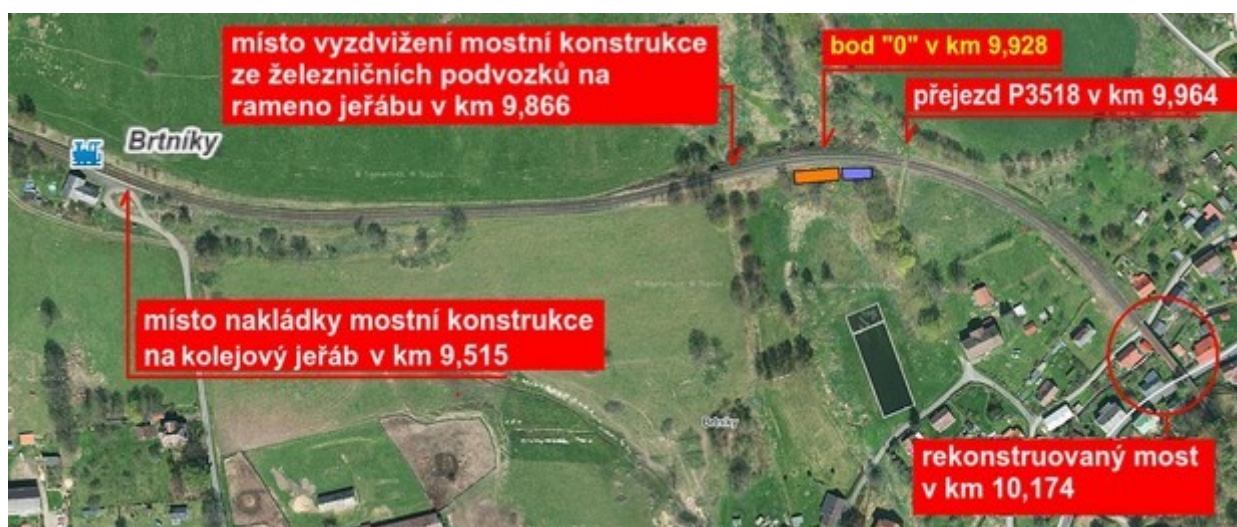 místo vyzdvižení mostní konstrukce
ze železničních podvozků na
rameno jeřábu v km 9,866
bod "0" v km 9,928
přejezd P3518 v km 9,964
Brtníky
místo nakládky mostní konstrukce
na kolejový jeřáb v km 9,515
Brtníky
rekonstruovaný most
v km 10,174